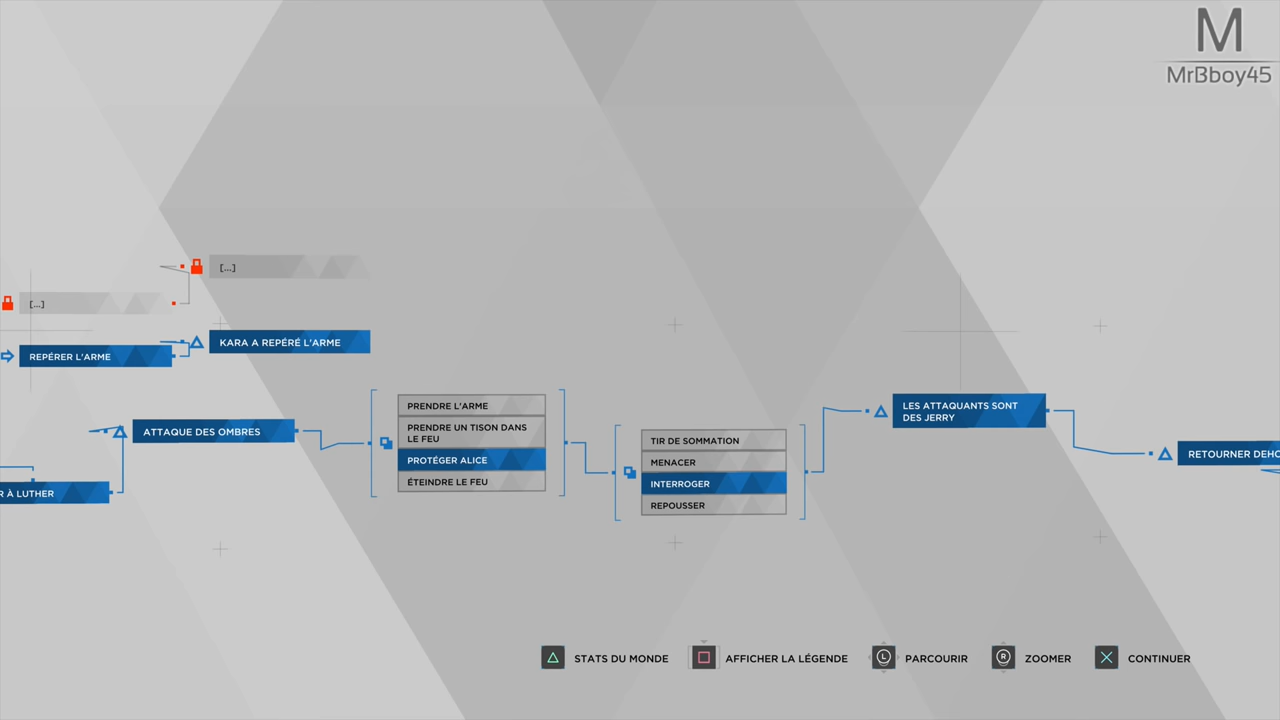 M
MrBboy45
[...]
[...]
KARA A REPÉRÉ L'ARME
REPÉRER L'ARME
ATTAQUE DES OMBRES
R À LUTHER
PRENDRE L'ARME
PRENDRE UN TISON DANS
LE FEU
PROTÉGER ALICE
ÉTEINDRE LE FEU
TIR DE SOMMATION
MENACER
INTERROGER
REPOUSSER
LES ATTAQUANTS SONT
DES JERRY
RETOURNER DEHO
STATS DU MONDE
AFFICHER LA LÉGENDE
L
PARCOURIR
R
ZOOMER
CONTINUER